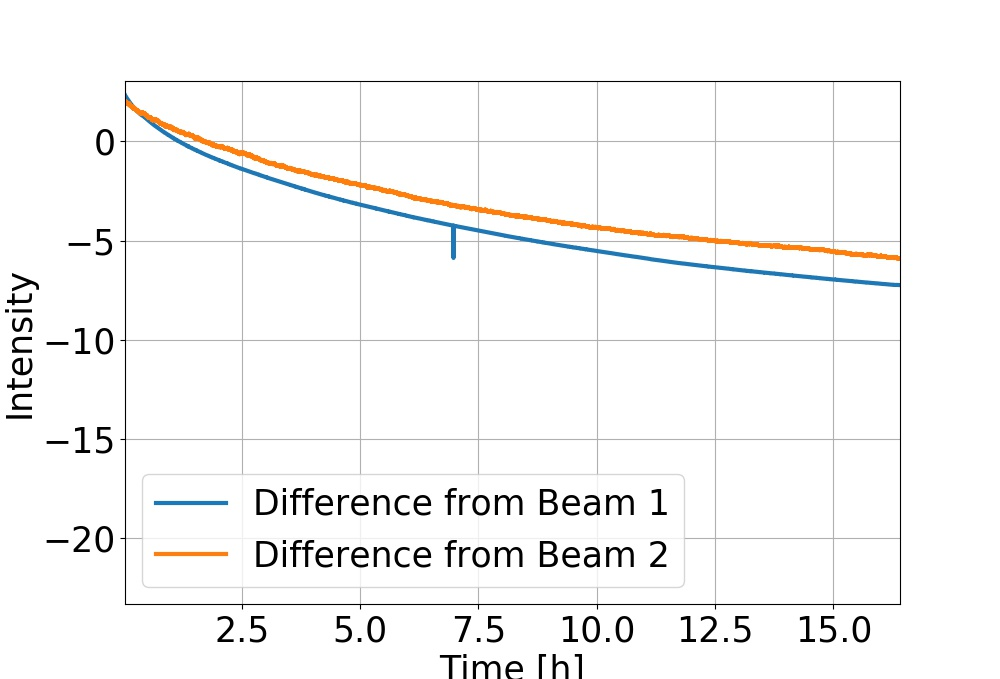 Intensity
0
−5
−10
−15
−20
Difference from Beam 1
Difference from Beam 2
2.5 5.0 7.5 10.0 12.5 15.0
Time [h]